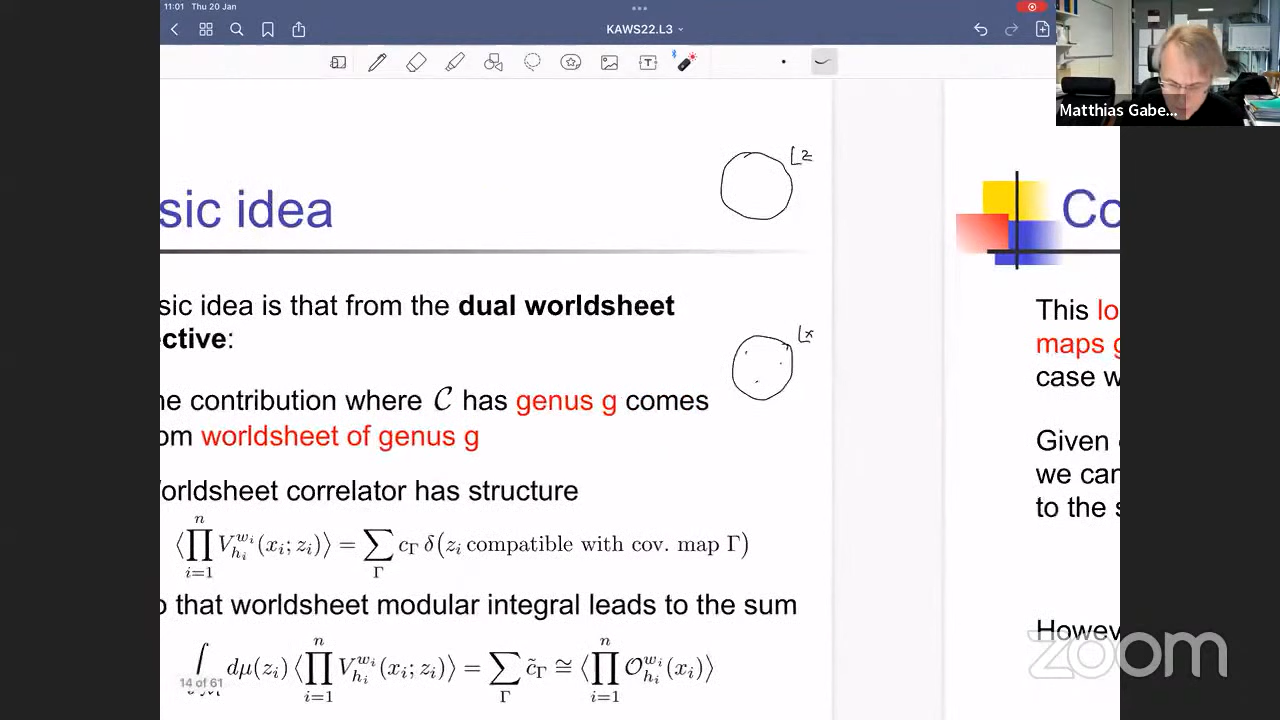 11:01 Thu 20 Jan
KAWS22.L3
Matthias Gabe...
z
sic idea
Co
sic idea is that from the dual worldsheet
ective:
x
ne contribution where 𝒞 has genus g comes
om worldsheet of genus g
orldsheet correlator has structure
⟨∏_{i=1}^{n} V_{h_i}^{w_i}(x_i; z_i)⟩ = ∑_Γ c_Γ δ(z_i compatible with cov. map Γ)
o that worldsheet modular integral leads to the sum
∫ dμ(z_i) ⟨∏_{i=1}^{n} V_{h_i}^{w_i}(x_i; z_i)⟩ = ∑_Γ c̃_Γ ≅ ⟨∏_{i=1}^{n} 𝒪_{h_i}^{w_i}(x_i)⟩
14 of 61
This lo
maps g
case w
Given
we can
to the s
Howev
zoom